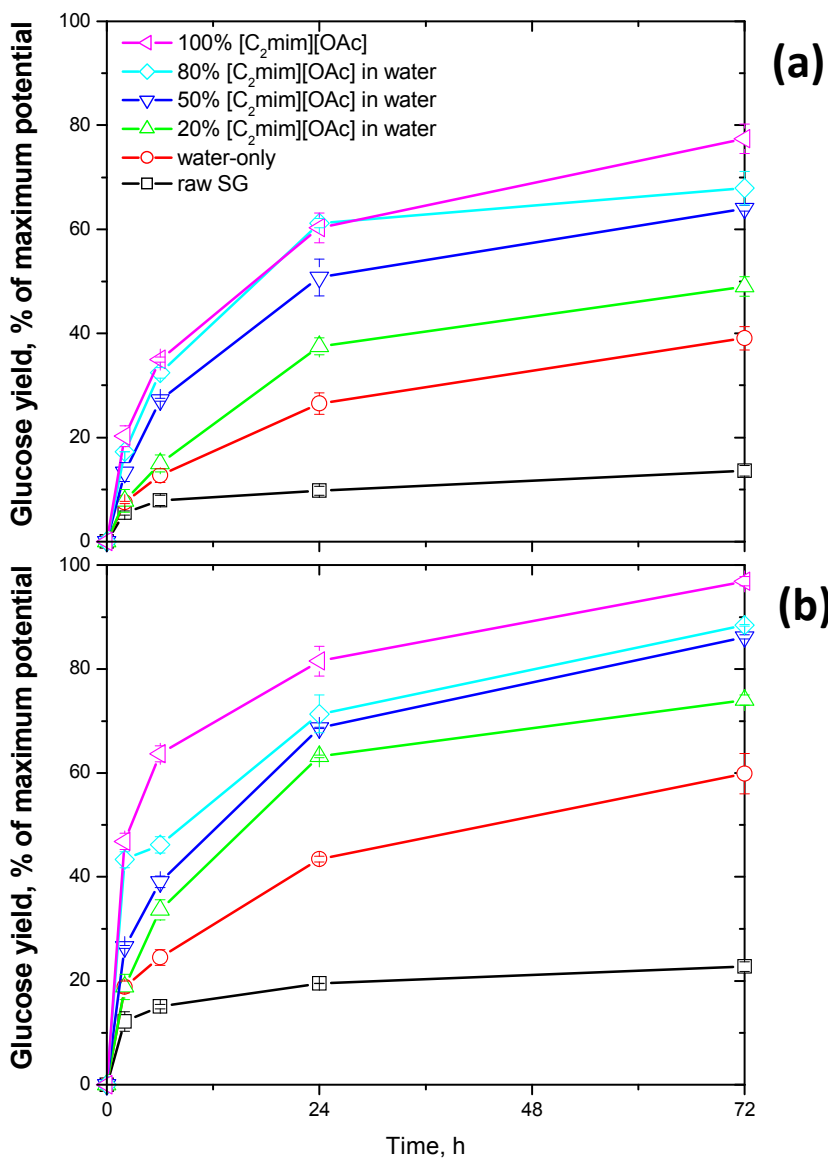 100
80
60
40
20
0
Glucose yield, % of maximum potential
100% [C₂mim][OAc]
80% [C₂mim][OAc] in water
50% [C₂mim][OAc] in water
20% [C₂mim][OAc] in water
water-only
raw SG
(a)
100
80
60
40
20
0
Glucose yield, % of maximum potential
(b)
0 24 48 72
Time, h